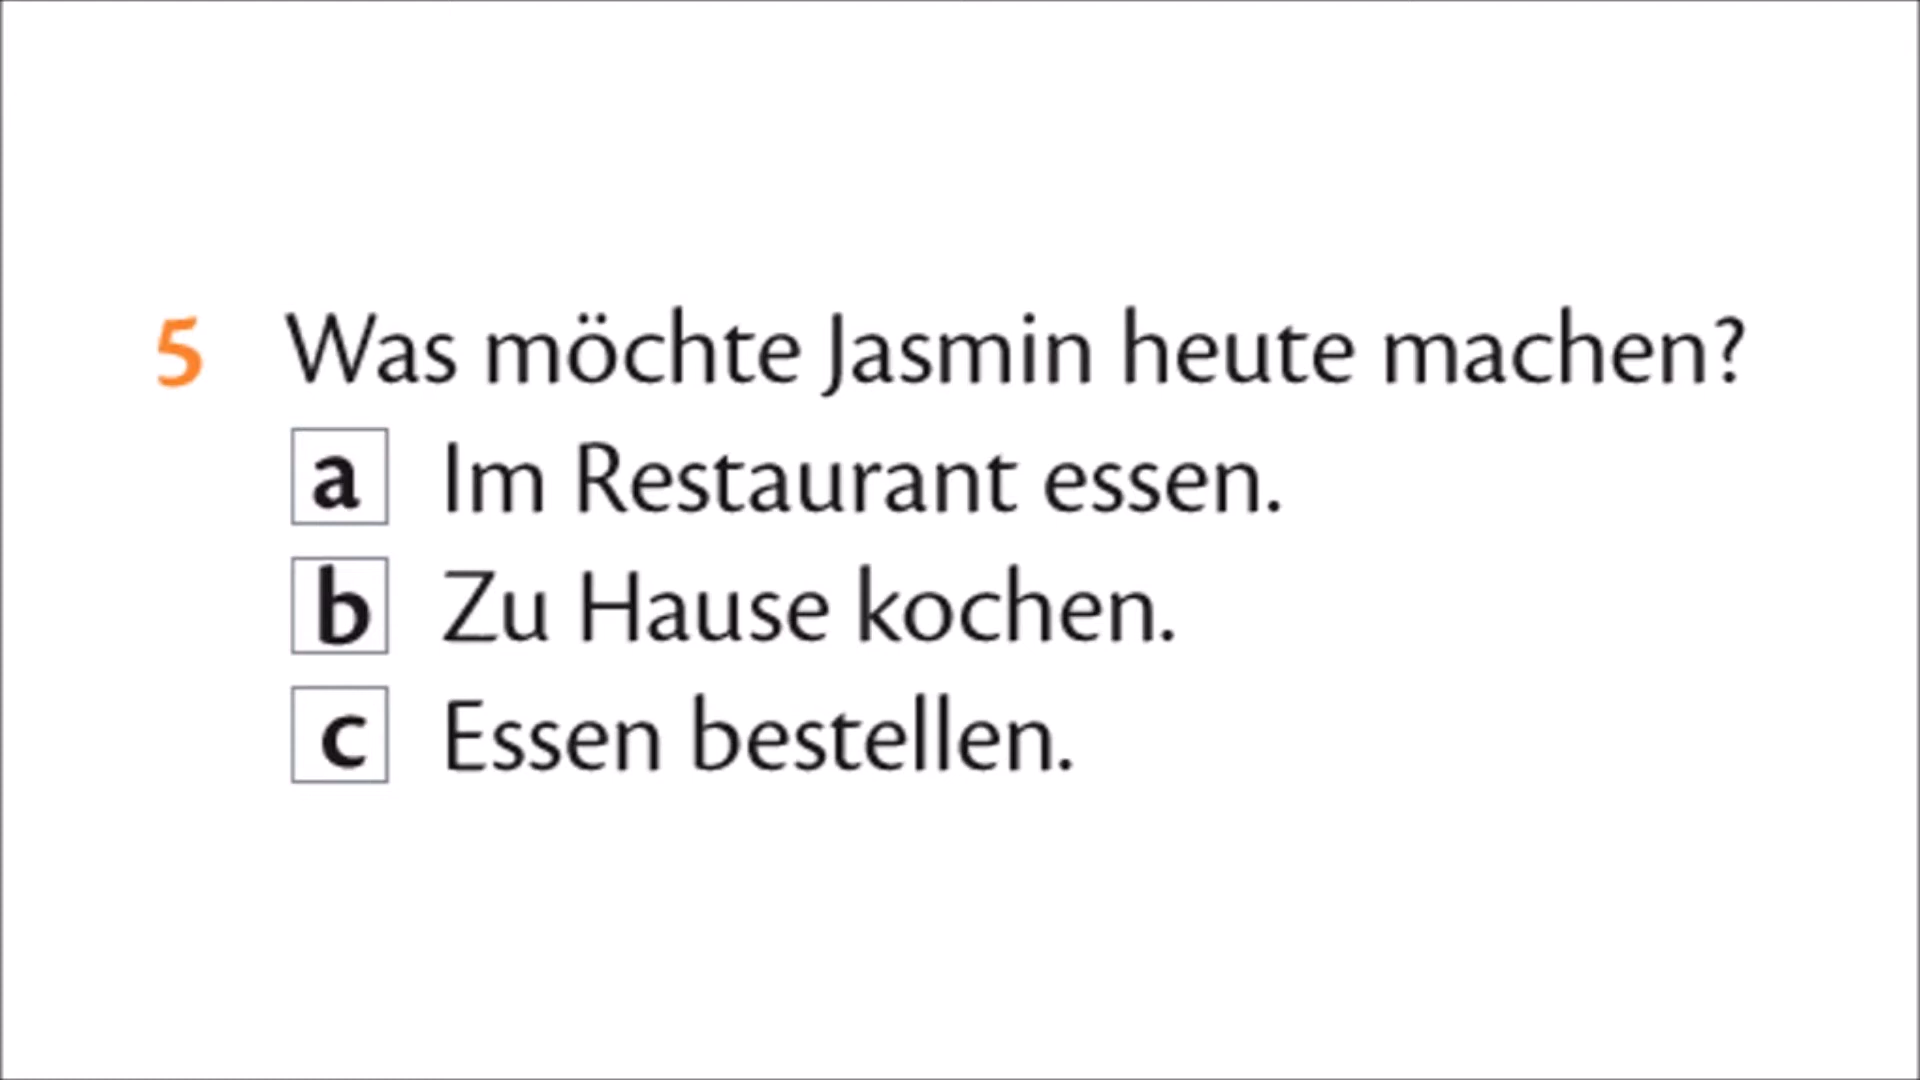 5 Was möchte Jasmin heute machen?
a Im Restaurant essen.
b Zu Hause kochen.
c Essen bestellen.